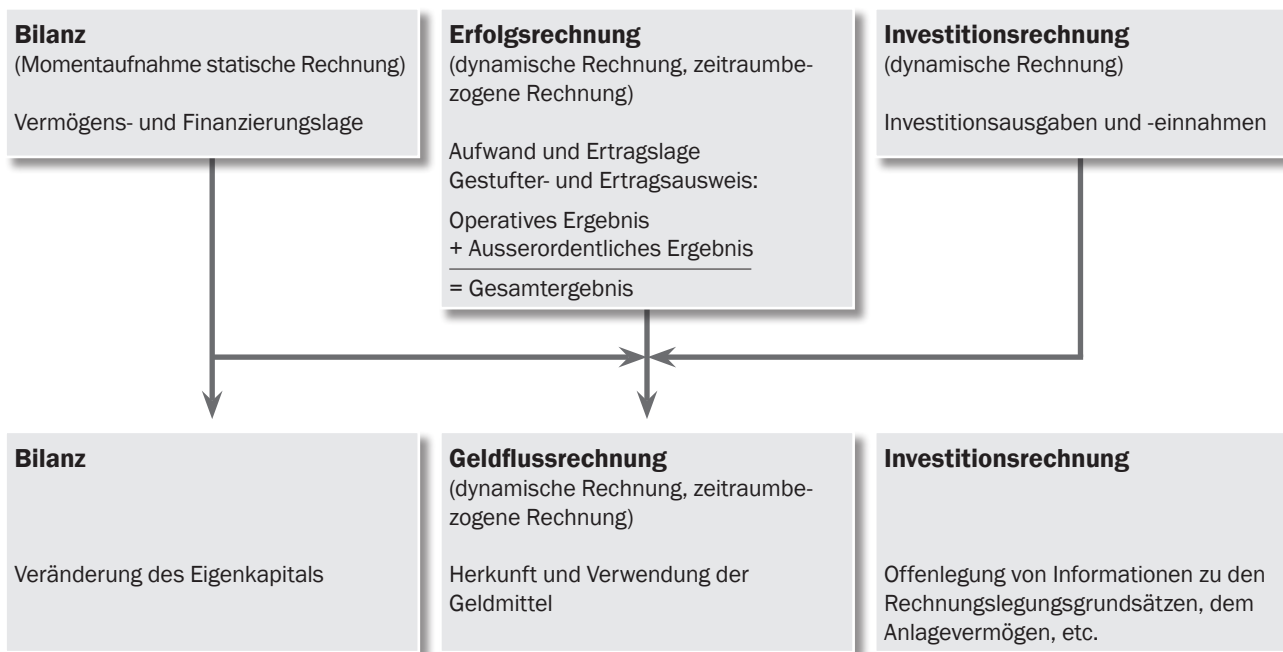 Bilanz
(Momentaufnahme statische Rechnung)
Vermögens- und Finanzierungslage
Erfolgsrechnung
(dynamische Rechnung, zeitraumbe-
zogene Rechnung)
Aufwand und Ertragslage
Gestufter- und Ertragsausweis:
Operatives Ergebnis
+ Ausserordentliches Ergebnis
= Gesamtergebnis
Investitionsrechnung
(dynamische Rechnung)
Investitionsausgaben und -einnahmen
Bilanz
Veränderung des Eigenkapitals
Geldflussrechnung
(dynamische Rechnung, zeitraumbe-
zogene Rechnung)
Herkunft und Verwendung der
Geldmittel
Investitionsrechnung
Offenlegung von Informationen zu den
Rechnungslegungsgrundsätzen, dem
Anlagevermögen, etc.